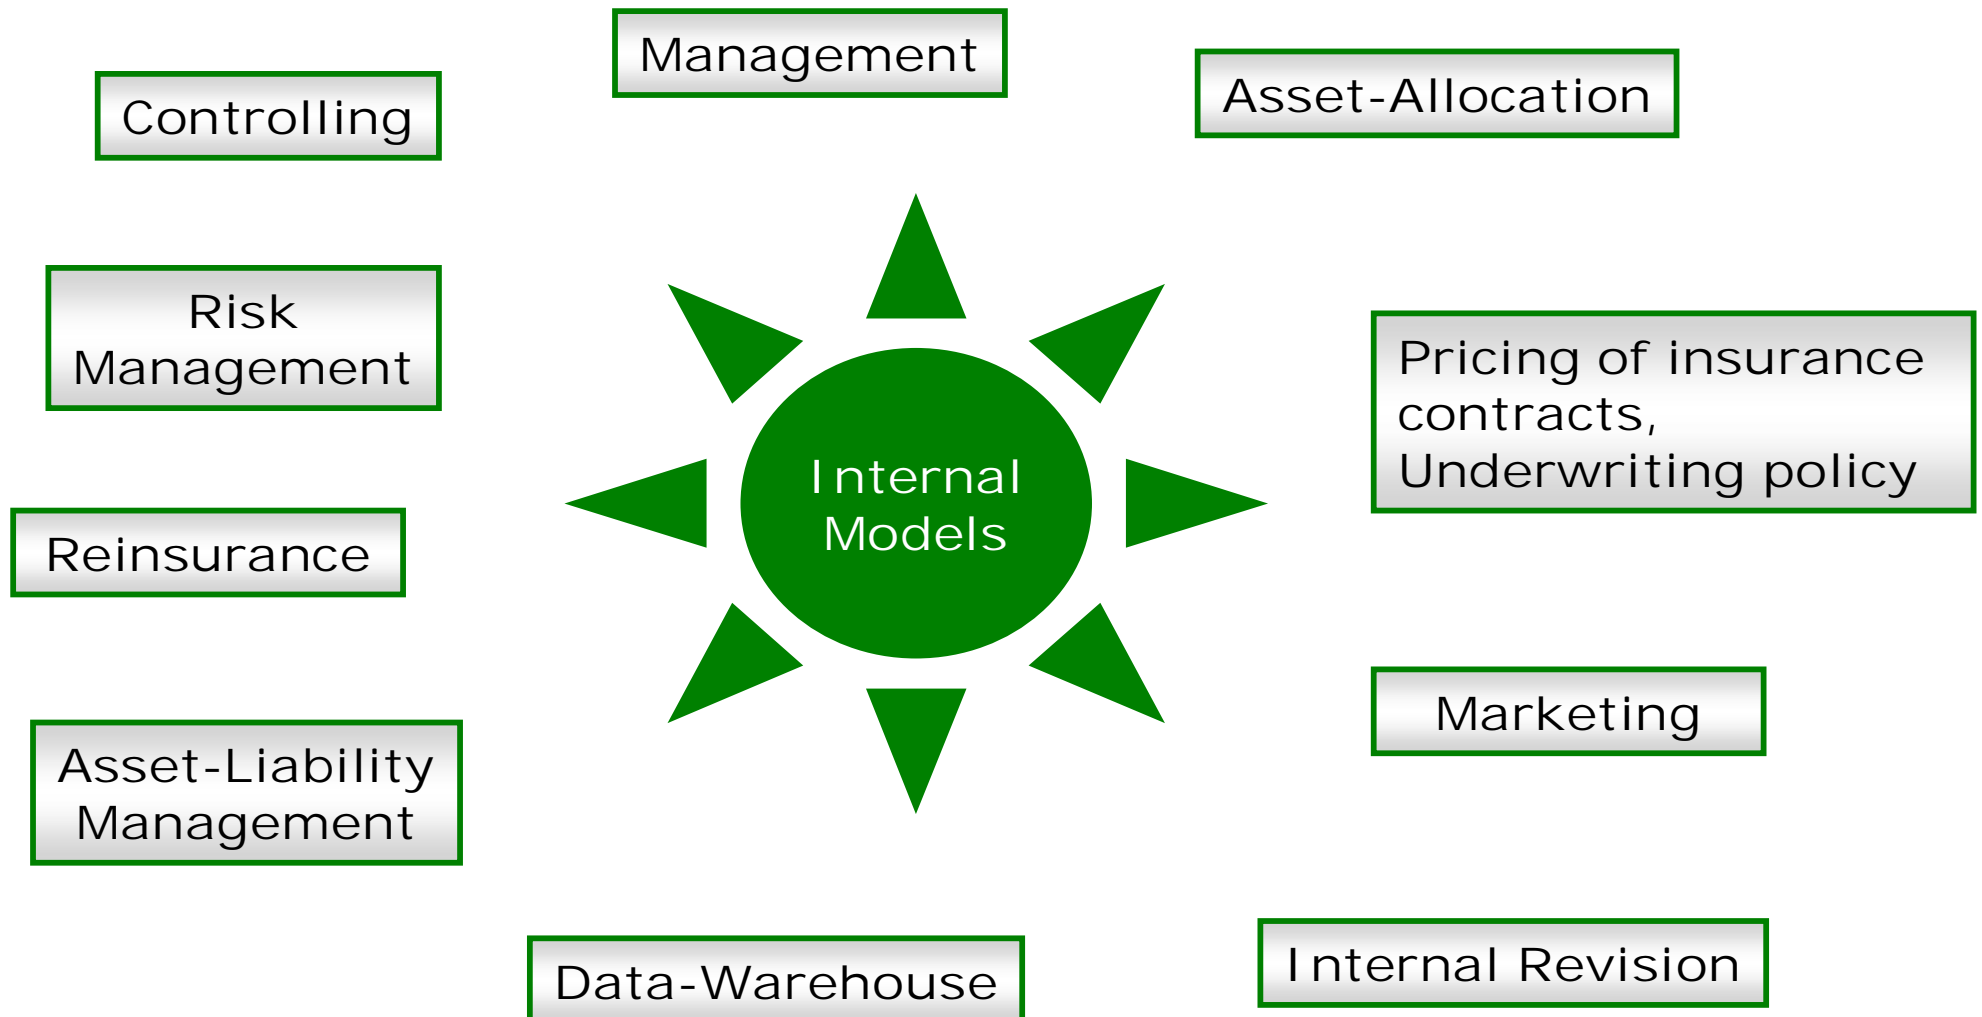 Management
Controlling
Asset-Allocation
Risk
Management
Pricing of insurance
contracts,
Underwriting policy
Internal
Models
Reinsurance
Marketing
Asset-Liability
Management
Internal Revision
Data-Warehouse